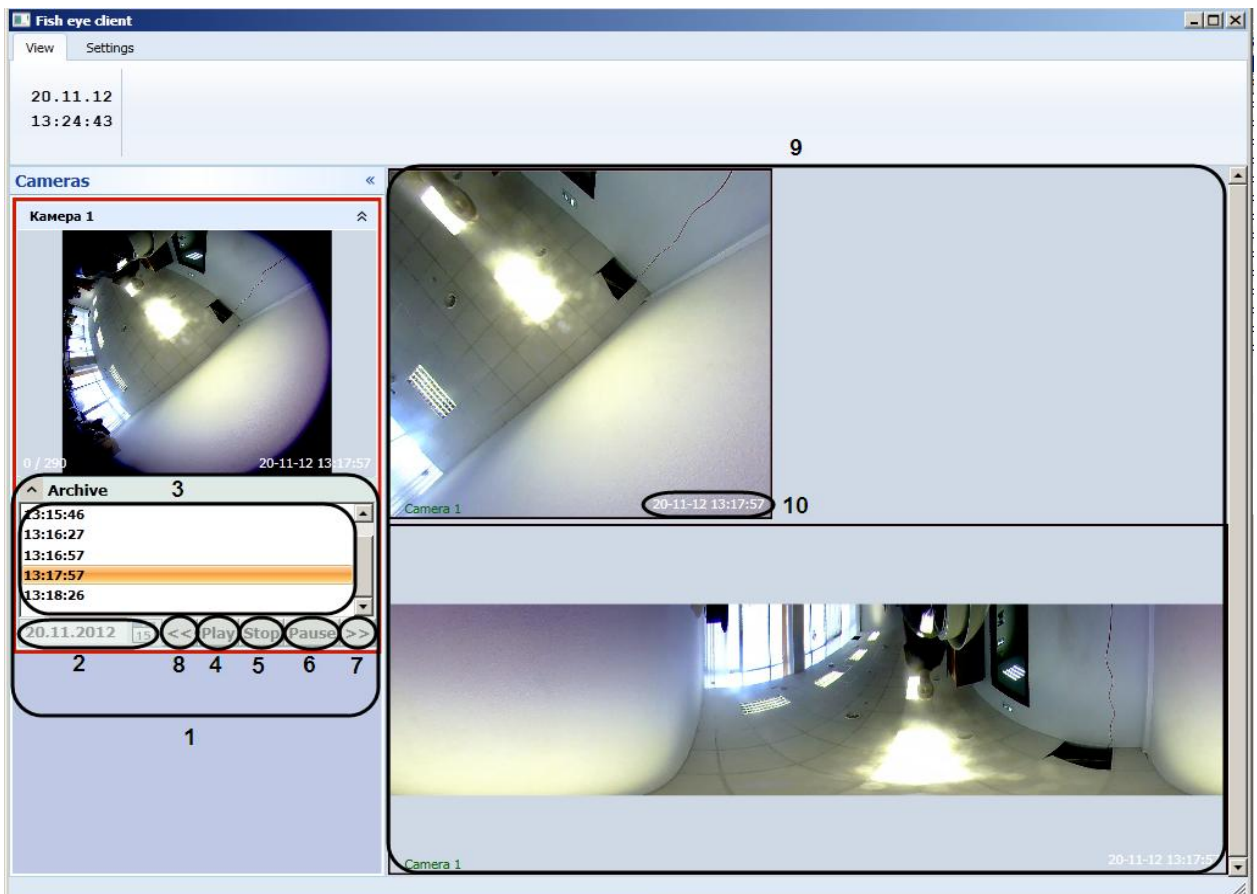 Fish eye client
View Settings
20.11.12
13:24:43
9
Cameras «
Камера 1
0 / 290 20-11-12 13:17:57
Camera 1 20-11-12 13:17:57 10
Archive 3
13:15:46
13:16:27
13:16:57
13:17:57
13:18:26
20.11.2012 15 << Play Stop Pause >>
2 8 4 5 6 7
1
Camera 1 20-11-12 13:17:57